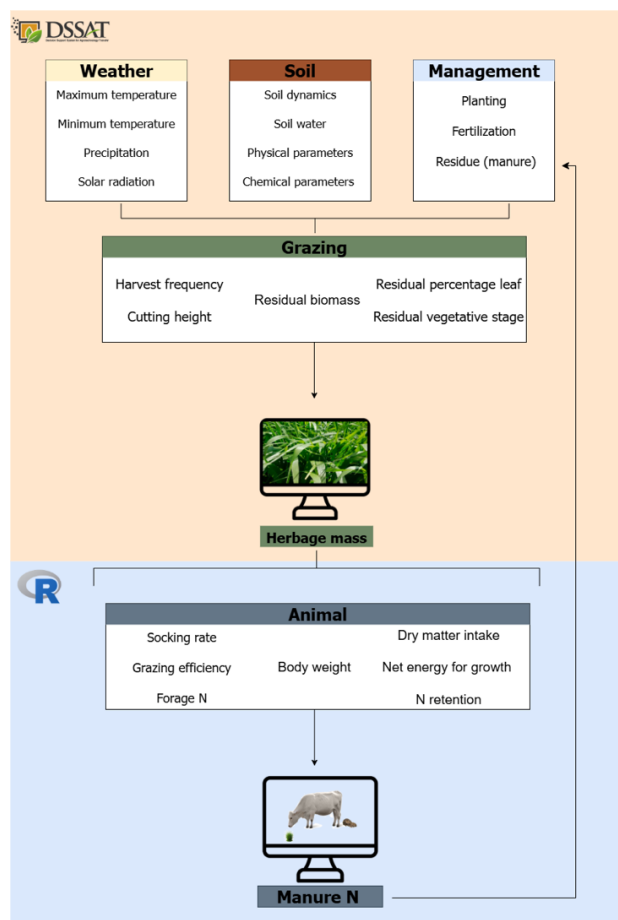 DSSAT
Weather
Maximum temperature
Minimum temperature
Precipitation
Solar radiation
Soil
Soil dynamics
Soil water
Physical parameters
Chemical parameters
Management
Planting
Fertilization
Residue (manure)
Grazing
Harvest frequency
Cutting height
Residual biomass
Residual percentage leaf
Residual vegetative stage
Herbage mass
R
Animal
Socking rate
Grazing efficiency
Forage N
Body weight
Dry matter intake
Net energy for growth
N retention
Manure N